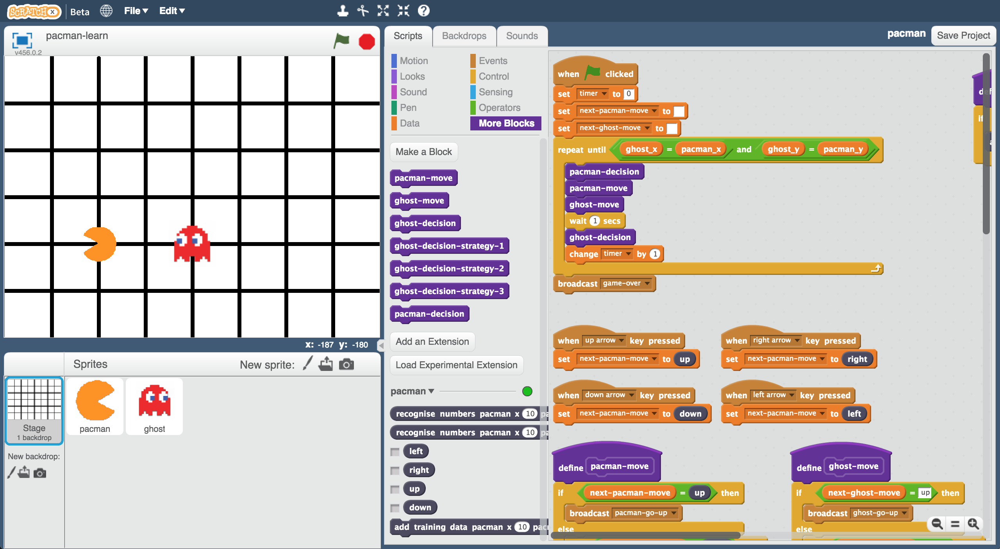 SCRATCHX Beta File Edit
pacman-learn
v456.0.2
x: -187 y: -180
Sprites New sprite:
Stage
1 backdrop
New backdrop:
pacman
ghost
Scripts Backdrops Sounds
pacman Save Project
Motion Events
Looks Control
Sound Sensing
Pen Operators
Data More Blocks
Make a Block
pacman-move
ghost-move
ghost-decision
ghost-decision-strategy-1
ghost-decision-strategy-2
ghost-decision-strategy-3
pacman-decision
Add an Extension
Load Experimental Extension
pacman
recognise numbers pacman x 10
recognise numbers pacman x 10
left
right
up
down
add training data pacman x 10
when clicked
set timer to 0
set next-pacman-move to
set next-ghost-move to
repeat until ghost_x = pacman_x and ghost_y = pacman_y
pacman-decision
pacman-move
ghost-move
wait 1 secs
ghost-decision
change timer by 1
broadcast game-over
when up arrow key pressed
set next-pacman-move to up
when right arrow key pressed
set next-pacman-move to right
when down arrow key pressed
set next-pacman-move to down
when left arrow key pressed
set next-pacman-move to left
define pacman-move
if next-pacman-move = up then
broadcast pacman-go-up
else
define ghost-move
if next-ghost-move = up then
broadcast ghost-go-up
else
if